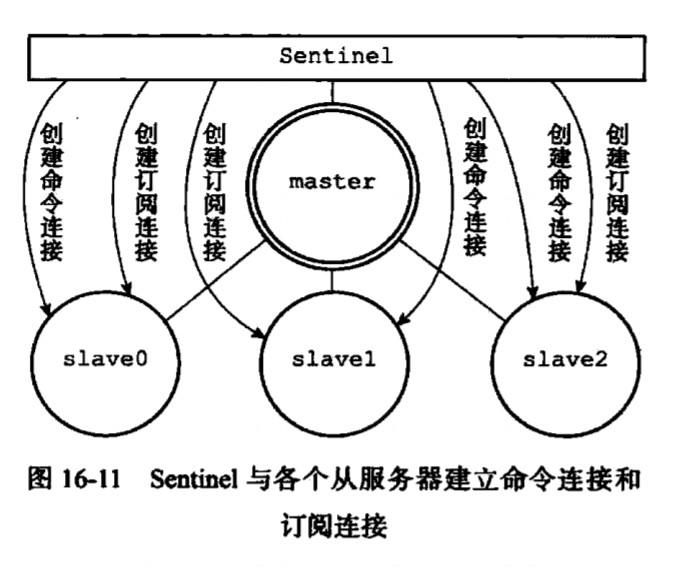 Sentinel
创建命令连接
创建订阅连接
创建订阅连接
创建命令连接
创建命令连接
创建订阅连接
master
slave0
slave1
slave2
图 16-11 Sentinel 与各个从服务器建立命令连接和
订阅连接